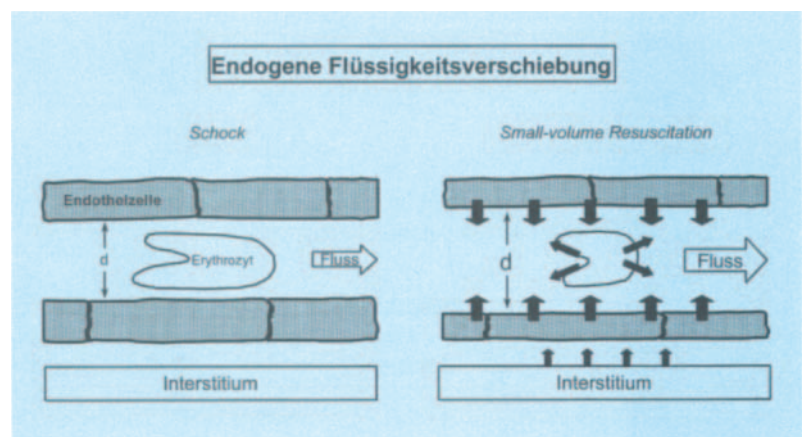 Endogene Flüssigkeitsverschiebung
Schock
Endothelzelle
d
Erythrozyt
Fluss
Interstitium
Small-volume Resuscitation
d
Fluss
Interstitium